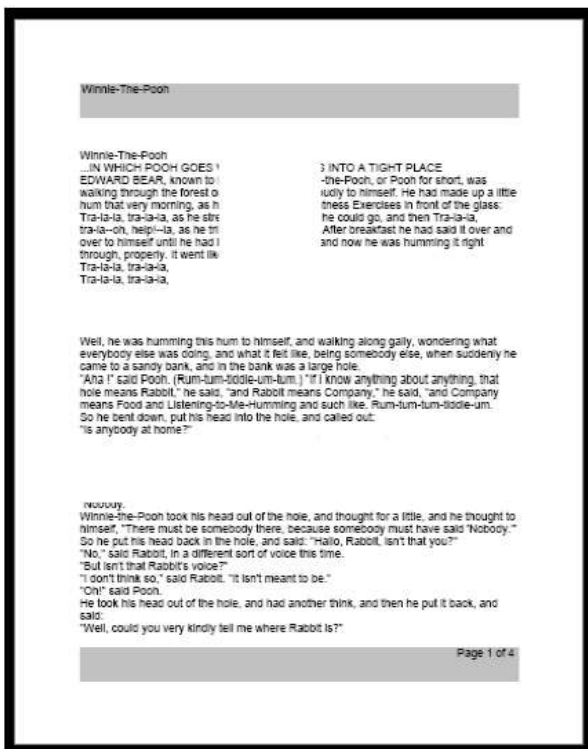 Winnie-The-Pooh
Winnie-The-Pooh
...IN WHICH POOH GOES INTO A TIGHT PLACE
EDWARD BEAR, known to -the-Pooh, or Pooh for short, was
walking through the forest to himself. He had made up a little
hum that very morning, as Exercises in front of the glass:
Tra-la-la, tra-la-la, as he he could go, and then Tra-la-la,
tra-la--oh, help!--la, as he After breakfast he had said it over and
over to himself until he had and now he was humming it right
through, properly. It went
Tra-la-la, tra-la-la,
Tra-la-la, tra-la-la,
Well, he was humming this hum to himself, and walking along gaily, wondering what
everybody else was doing, and what it felt like, being somebody else, when suddenly he
came to a sandy bank, and in the bank was a large hole.
"Aha !" said Pooh. (Rum-tum-tiddle-um-tum.) "If I know anything about anything, that
hole means Rabbit," he said, "and Rabbit means Company," he said, "and Company
means Food and Listening-to-Me-Humming and such like. Rum-tum-tum-tiddle-um.
So he bent down, put his head into the hole, and called out:
"Is anybody at home?"
"Nobody."
Winnie-the-Pooh took his head out of the hole, and thought for a little, and he thought to
himself, "There must be somebody there, because somebody must have said 'Nobody.'"
So he put his head back in the hole, and said: "Hallo, Rabbit, isn't that you?"
"No," said Rabbit, in a different sort of voice this time.
"But isn't that Rabbit's voice?"
"I don't think so," said Rabbit. "It isn't meant to be."
"Oh!" said Pooh.
He took his head out of the hole, and had another think, and then he put it back, and
said:
"Well, could you very kindly tell me where Rabbit is?"
Page 1 of 4